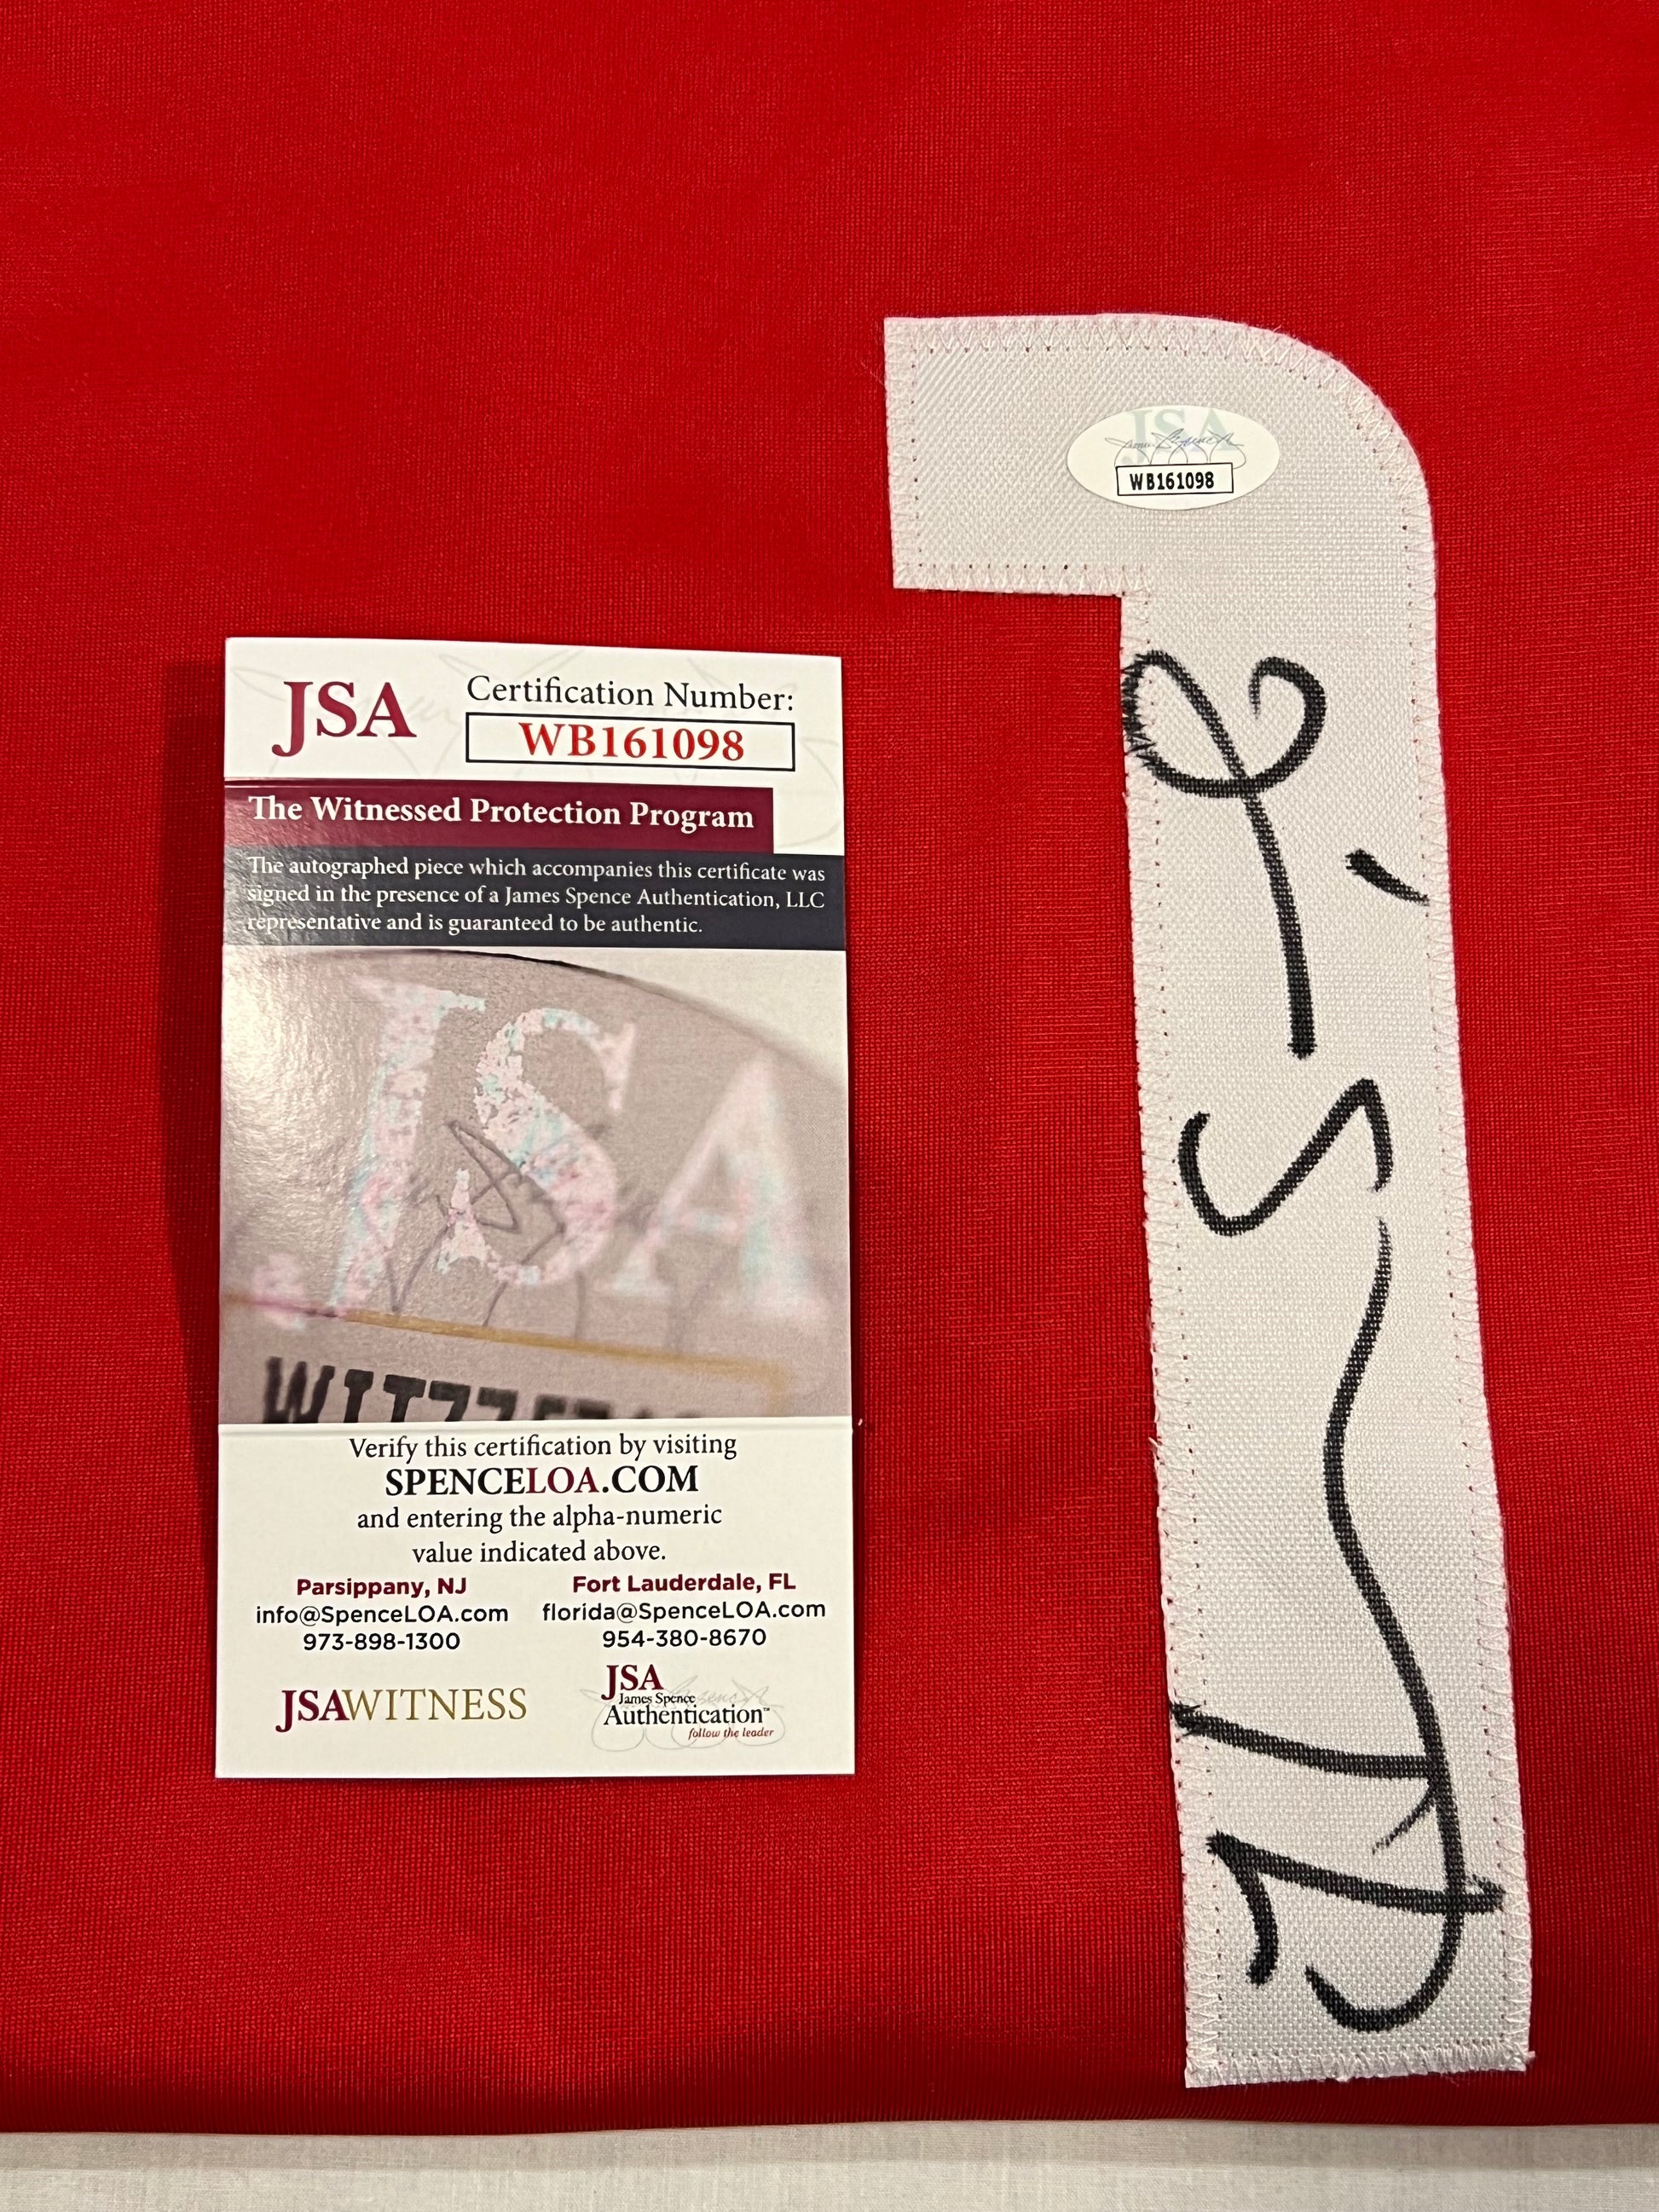 JSA
Certification Number:
WB161098
The Witnessed Protection Program
The autographed piece which accompanies this certificate was
signed in the presence of a James Spence Authentication, LLC
representative and is guaranteed to be authentic.
JSA
Verify this certification by visiting
SPENCELOA.COM
and entering the alpha-numeric
value indicated above.
Parsippany, NJ
info@SpenceLOA.com
973-898-1300
Fort Lauderdale, FL
florida@SpenceLOA.com
954-380-8670
JSAWITNESS
JSA
James Spence
Authentication™
follow the leader
JSA
WB161098